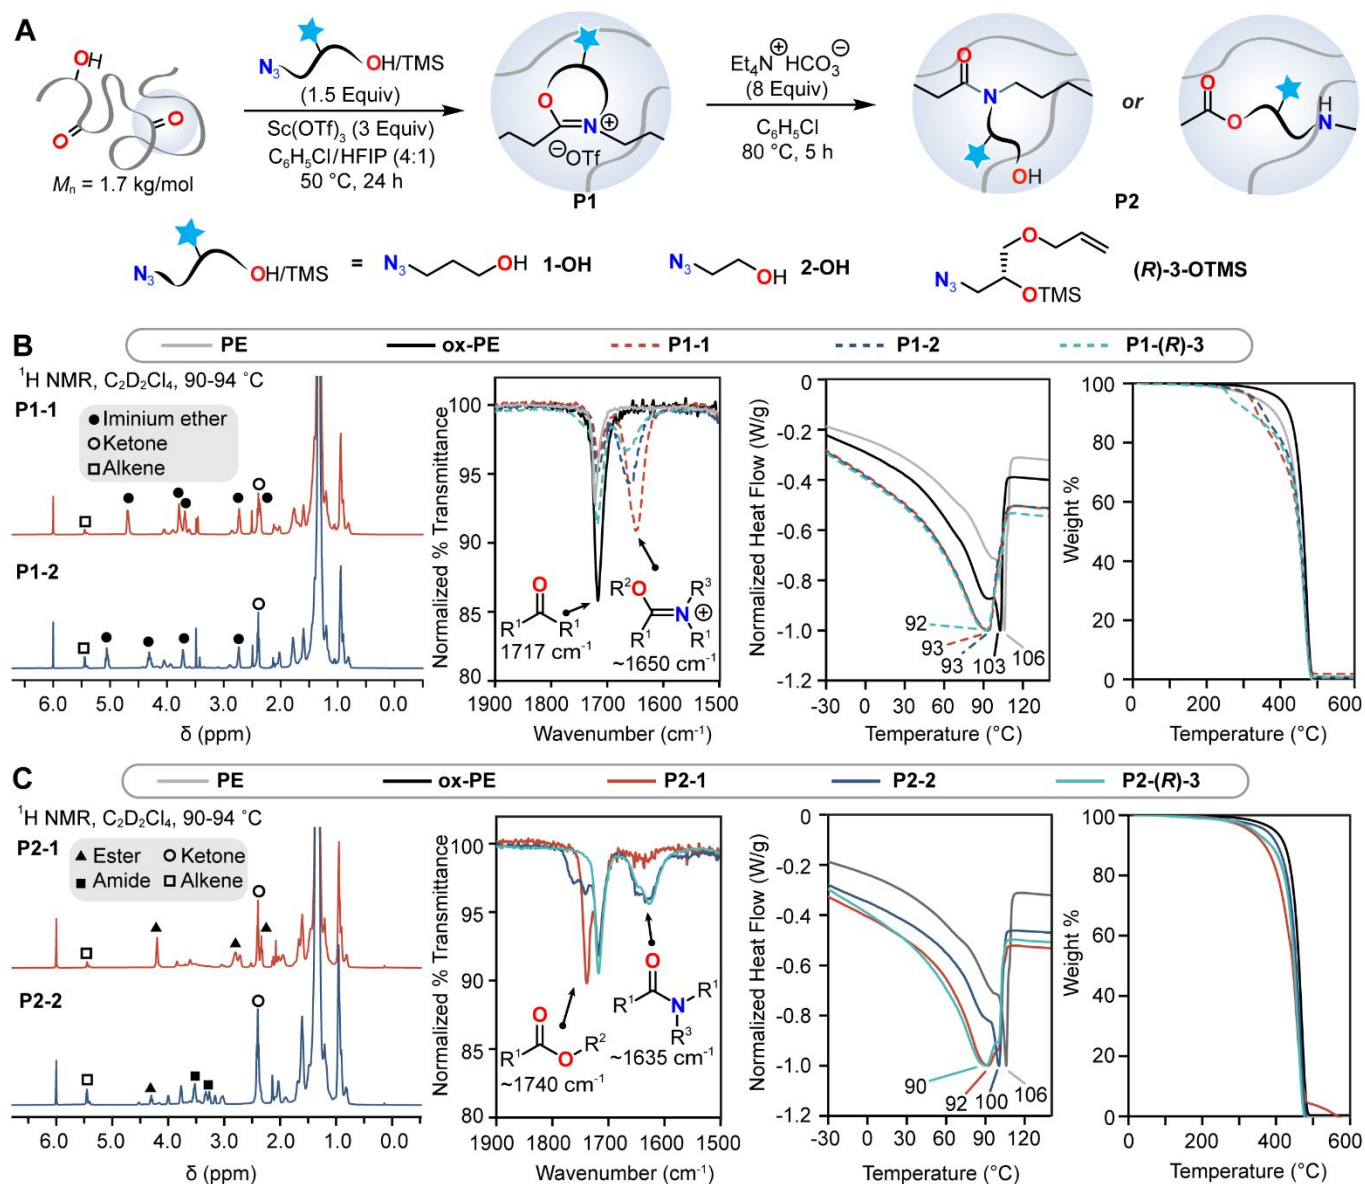 A
OH
O
O
Mn = 1.7 kg/mol
N3
OH/TMS
(1.5 Equiv)
Sc(OTf)3 (3 Equiv)
C6H5Cl/HFIP (4:1)
50 °C, 24 h
O
N
+
⊖OTf
P1
Et4N⊕ HCO3⊖
(8 Equiv)
C6H5Cl
80 °C, 5 h
O
N
OH
or
O
O
H
N
P2
N3
OH/TMS
=
N3
OH
1-OH
N3
OH
2-OH
O
N3
OTMS
(R)-3-OTMS
B
PE
ox-PE
P1-1
P1-2
P1-(R)-3
1H NMR, C2D2Cl4, 90-94 °C
P1-1
Iminium ether
Ketone
Alkene
P1-2
6.0 5.0 4.0 3.0 2.0 1.0 0.0
δ (ppm)
Normalized % Transmittance
100
95
90
85
80
O
R1 R1
1717 cm-1
R2 O R3
N +
R1 R1
~1650 cm-1
1900 1800 1700 1600 1500
Wavenumber (cm-1)
Normalized Heat Flow (W/g)
0
-0.2
-0.4
-0.6
-0.8
-1.0
-1.2
92
93
93
103
106
-30 0 30 60 90 120
Temperature (°C)
Weight %
100
80
60
40
20
0
0 200 400 600
Temperature (°C)
C
PE
ox-PE
P2-1
P2-2
P2-(R)-3
1H NMR, C2D2Cl4, 90-94 °C
P2-1
Ester Ketone
Amide Alkene
P2-2
6.0 5.0 4.0 3.0 2.0 1.0 0.0
δ (ppm)
Normalized % Transmittance
100
95
90
85
80
O
R1 O R2
~1740 cm-1
O
R1 N R1
R3
~1635 cm-1
1900 1800 1700 1600 1500
Wavenumber (cm-1)
Normalized Heat Flow (W/g)
0
-0.2
-0.4
-0.6
-0.8
-1.0
-1.2
90
92
100
106
-30 0 30 60 90 120
Temperature (°C)
Weight %
100
80
60
40
20
0
0 200 400 600
Temperature (°C)